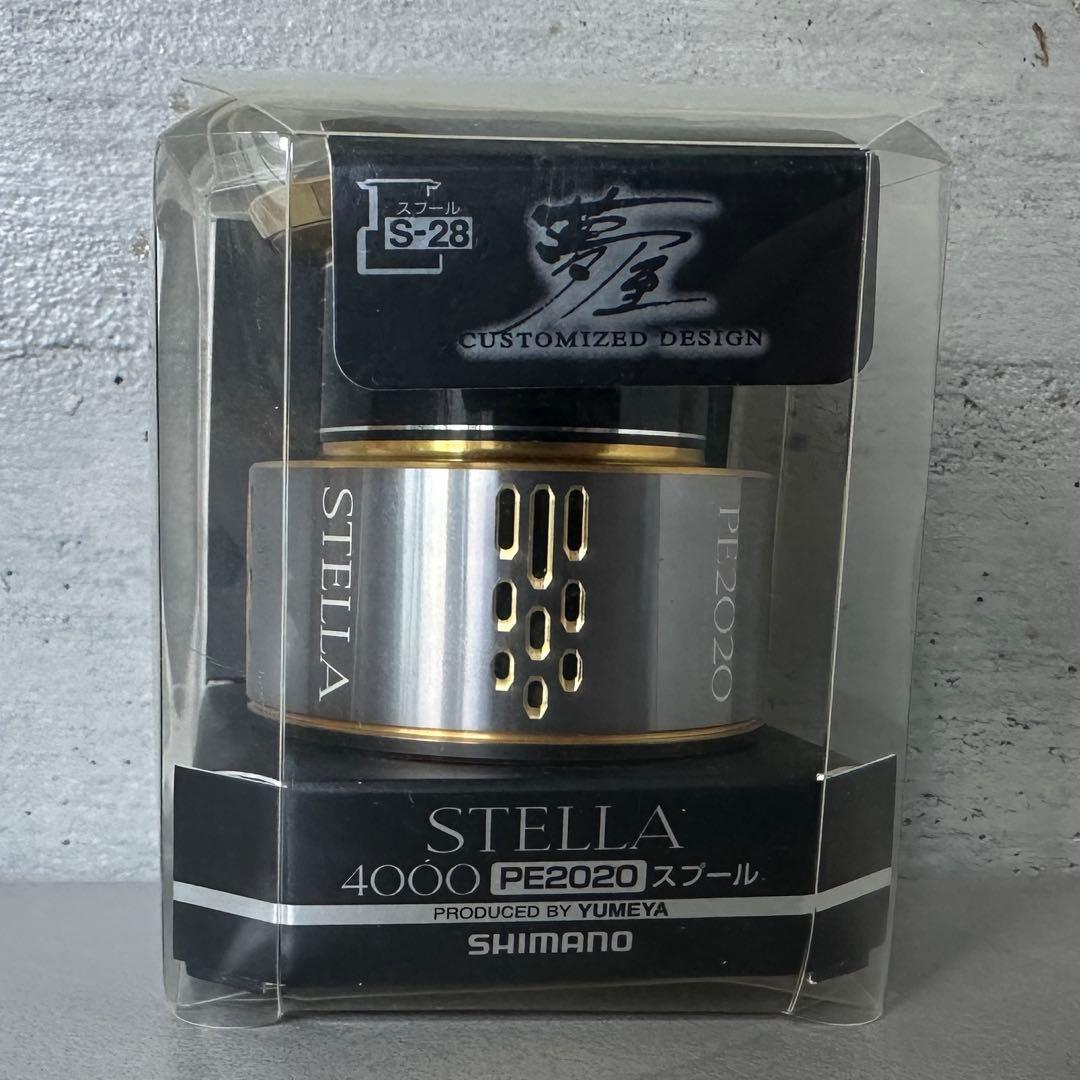 スプール
S-28
夢屋
CUSTOMIZED DESIGN
STELLA
PE2020
STELLA
4000 PE2020 スプール
PRODUCED BY YUMEYA
SHIMANO